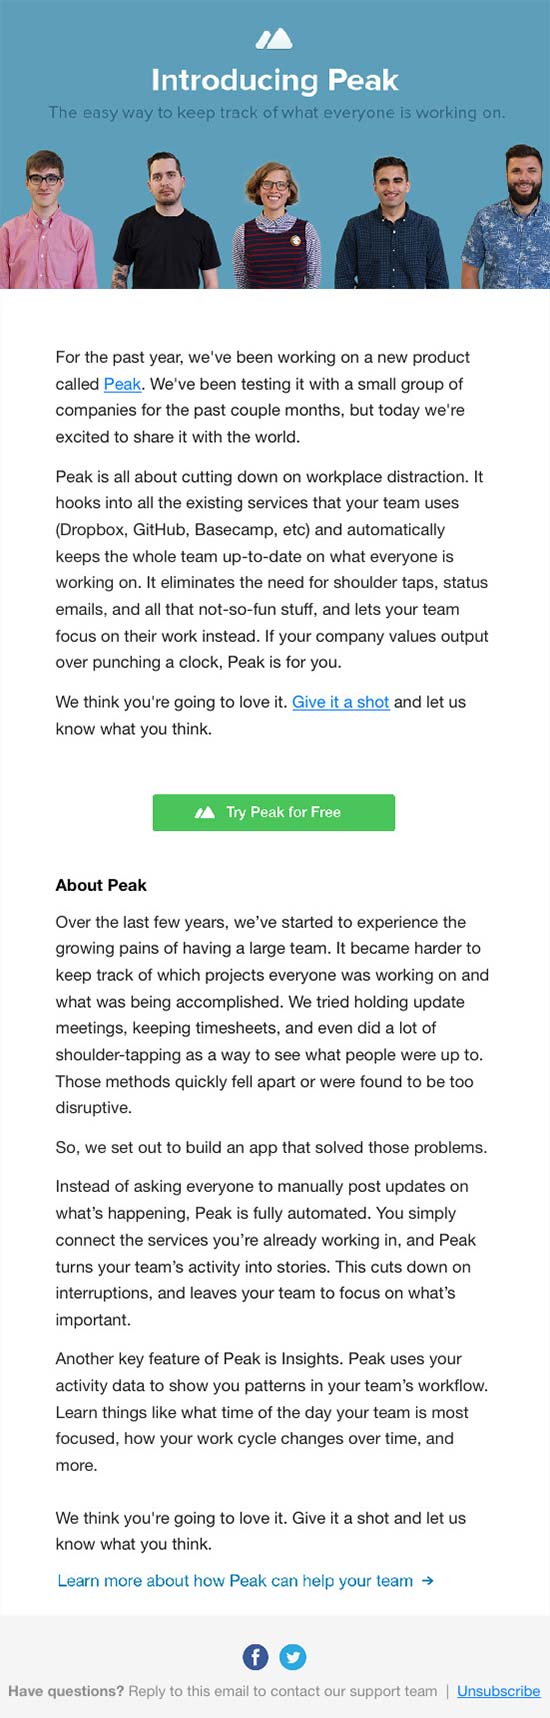 Introducing Peak
The easy way to keep track of what everyone is working on.
For the past year, we've been working on a new product
called Peak. We've been testing it with a small group of
companies for the past couple months, but today we're
excited to share it with the world.
Peak is all about cutting down on workplace distraction. It
hooks into all the existing services that your team uses
(Dropbox, GitHub, Basecamp, etc) and automatically
keeps the whole team up-to-date on what everyone is
working on. It eliminates the need for shoulder taps, status
emails, and all that not-so-fun stuff, and lets your team
focus on their work instead. If your company values output
over punching a clock, Peak is for you.
We think you're going to love it. Give it a shot and let us
know what you think.
Try Peak for Free
About Peak
Over the last few years, we’ve started to experience the
growing pains of having a large team. It became harder to
keep track of which projects everyone was working on and
what was being accomplished. We tried holding update
meetings, keeping timesheets, and even did a lot of
shoulder-tapping as a way to see what people were up to.
Those methods quickly fell apart or were found to be too
disruptive.
So, we set out to build an app that solved those problems.
Instead of asking everyone to manually post updates on
what’s happening, Peak is fully automated. You simply
connect the services you’re already working in, and Peak
turns your team’s activity into stories. This cuts down on
interruptions, and leaves your team to focus on what’s
important.
Another key feature of Peak is Insights. Peak uses your
activity data to show you patterns in your team’s workflow.
Learn things like what time of the day your team is most
focused, how your work cycle changes over time, and
more.
We think you're going to love it. Give it a shot and let us
know what you think.
Learn more about how Peak can help your team →
Have questions? Reply to this email to contact our support team | Unsubscribe